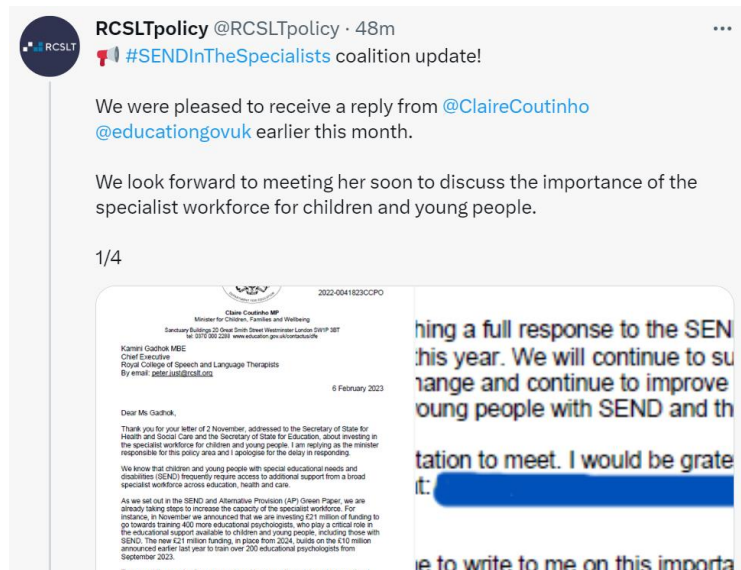 RCSLT
RCSLTpolicy @RCSLTpolicy · 48m
#SENDInTheSpecialists coalition update!
We were pleased to receive a reply from @ClaireCoutinho
@educationgovuk earlier this month.
We look forward to meeting her soon to discuss the importance of the
specialist workforce for children and young people.
1/4
2022-0041823CCPO
Claire Coutinho MP
Minister for Children, Families and Wellbeing
Sanctuary Buildings 20 Great Smith Street Westminster London SW1P 3BT
tel: 0370 000 2288 www.education.gov.uk/contactus/dfe
Kamini Gadhok MBE
Chief Executive
Royal College of Speech and Language Therapists
By email: peter.just@rcslt.org
6 February 2023
Dear Ms Gadhok,
Thank you for your letter of 2 November, addressed to the Secretary of State for
Health and Social Care and the Secretary of State for Education, about investing in
the specialist workforce for children and young people. I am replying as the minister
responsible for this policy area and I apologise for the delay in responding.
We know that children and young people with special educational needs and
disabilities (SEND) frequently require access to additional support from a broad
specialist workforce across education, health and care.
As we set out in the SEND and Alternative Provision (AP) Green Paper, we are
already taking steps to increase the capacity of the specialist workforce. For
instance, in November we announced that we are investing £21 million of funding to
go towards training 400 more educational psychologists, who play a critical role in
the educational support available to children and young people, including those with
SEND. The new £21 million funding, in place from 2024, builds on the £10 million
announced earlier last year to train over 200 educational psychologists from
September 2023.
hing a full response to the SEN
this year. We will continue to su
hange and continue to improve
oung people with SEND and th
tation to meet. I would be grate
it:
e to write to me on this importa